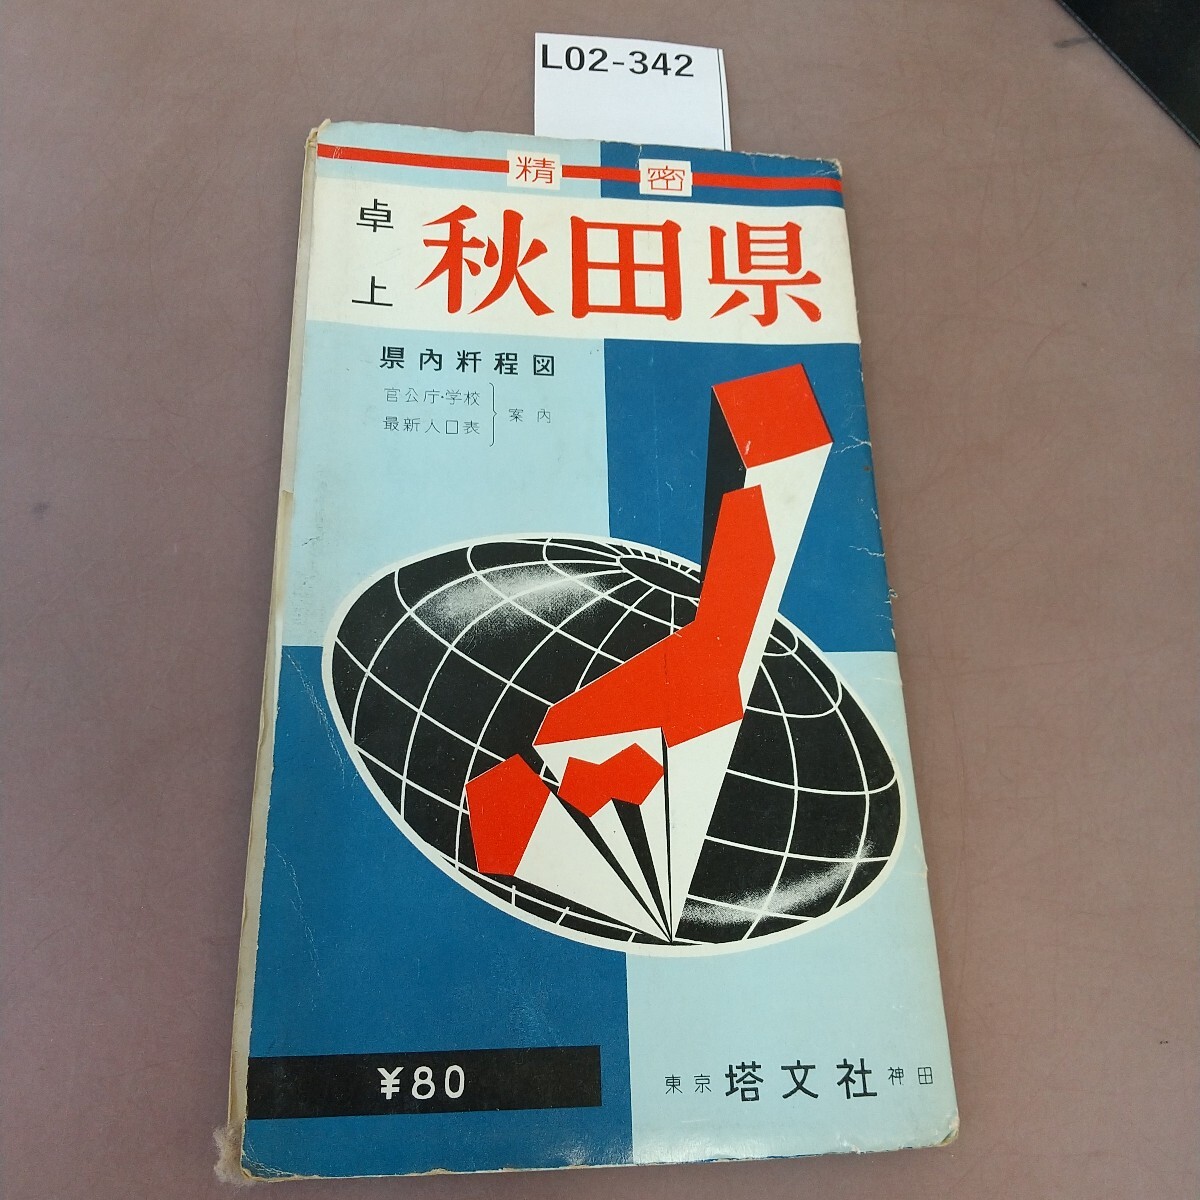 L02-342
精密
卓上
秋田県
県内粁程図
官公庁・学校
最新人口表
案内
¥80
東京 塔文社 神田